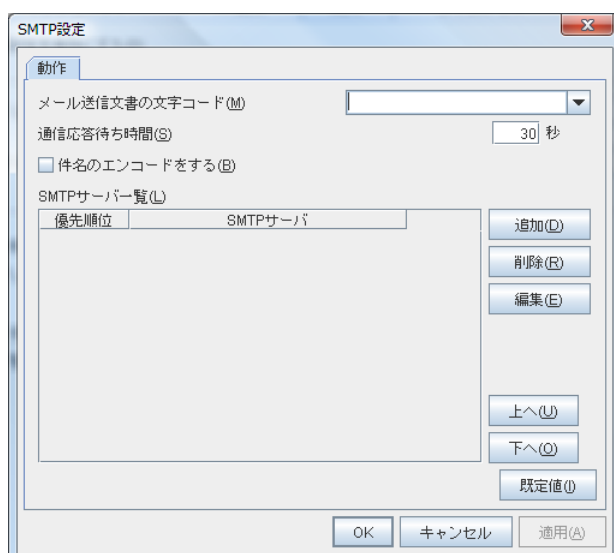 SMTP設定
動作
メール送信文書の文字コード(M)
通信応答待ち時間(S) 30 秒
件名のエンコードをする(B)
SMTPサーバ一覧(L)
優先順位 SMTPサーバ
追加(D)
削除(R)
編集(E)
上へ(U)
下へ(O)
既定値(I)
OK キャンセル 適用(A)